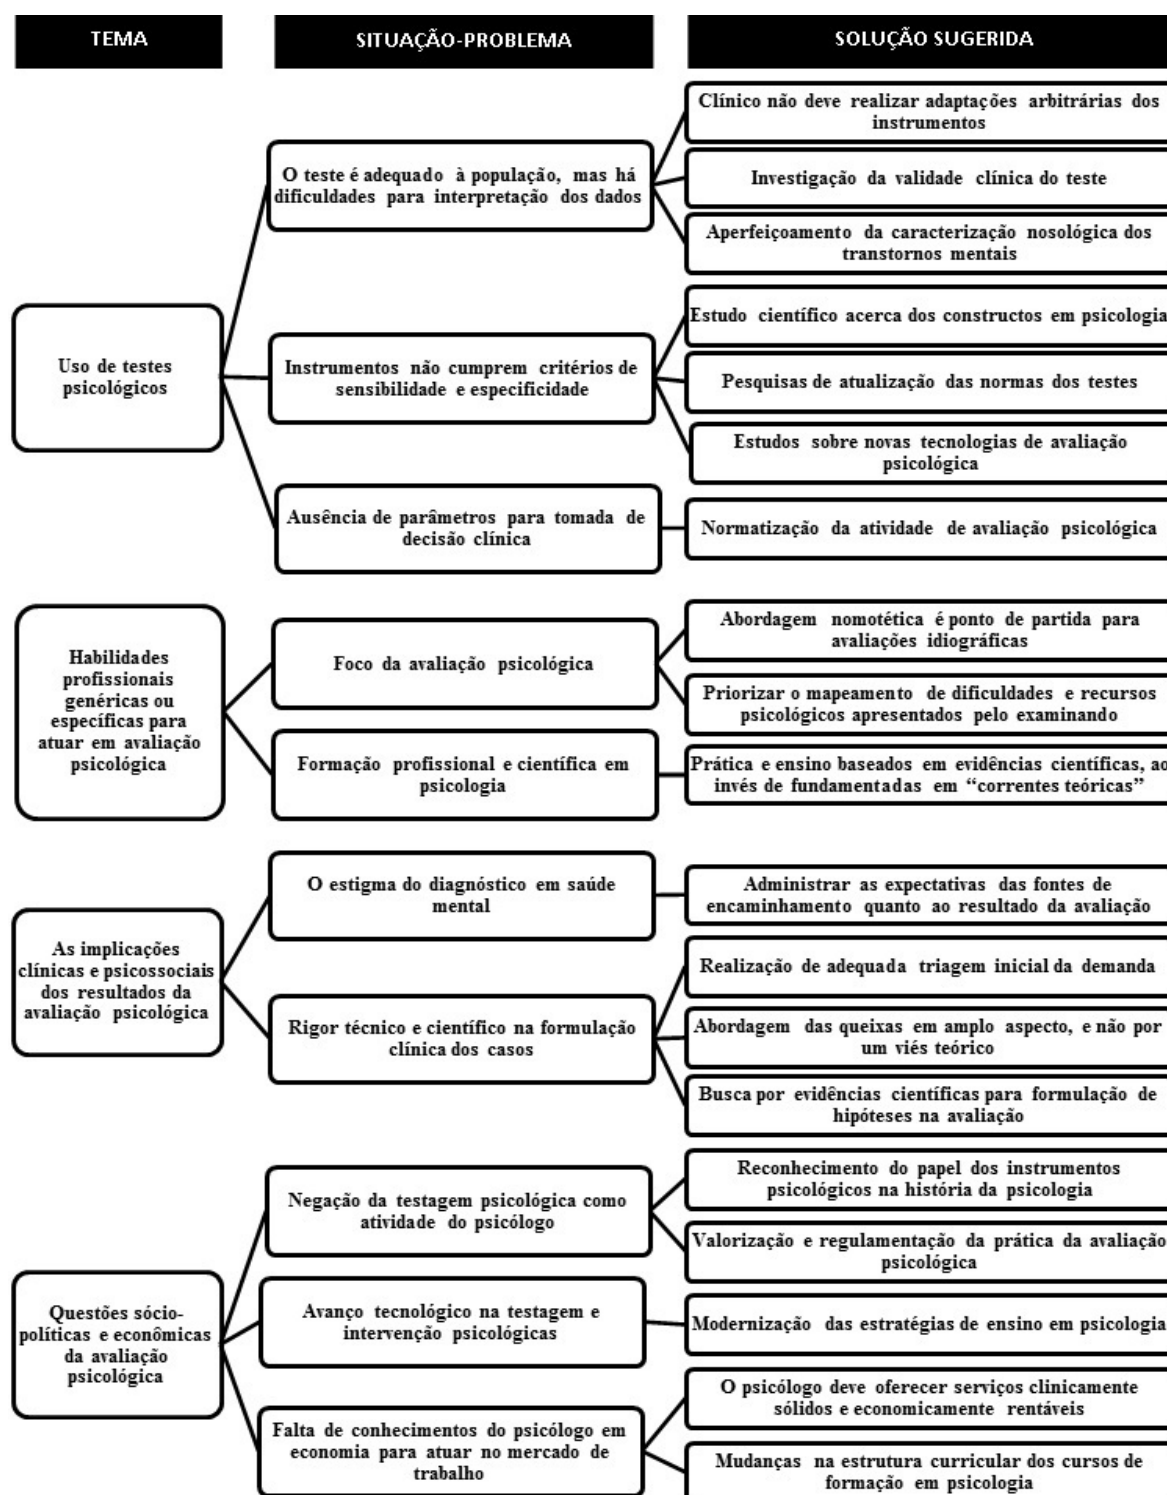 TEMA
SITUAÇÃO-PROBLEMA
SOLUÇÃO SUGERIDA
Uso de testes
psicológicos
O teste é adequado à população, mas há
dificuldades para interpretação dos dados
Clínico não deve realizar adaptações arbitrárias dos
instrumentos
Investigação da validade clínica do teste
Aperfeiçoamento da caracterização nosológica dos
transtornos mentais
Instrumentos não cumprem critérios de
sensibilidade e especificidade
Estudo científico acerca dos constructos em psicologia
Pesquisas de atualização das normas dos testes
Estudos sobre novas tecnologias de avaliação
psicológica
Ausência de parâmetros para tomada de
decisão clínica
Normatização da atividade de avaliação psicológica
Habilidades
profissionais
genéricas ou
específicas para
atuar em avaliação
psicológica
Foco da avaliação psicológica
Abordagem nomotética é ponto de partida para
avaliações idiográficas
Priorizar o mapeamento de dificuldades e recursos
psicológicos apresentados pelo examinando
Formação profissional e científica em
psicologia
Prática e ensino baseados em evidências científicas, ao
invés de fundamentadas em “correntes teóricas”
As implicações
clínicas e psicossociais
dos resultados da
avaliação psicológica
O estigma do diagnóstico em saúde
mental
Administrar as expectativas das fontes de
encaminhamento quanto ao resultado da avaliação
Rigor técnico e científico na formulação
clínica dos casos
Realização de adequada triagem inicial da demanda
Abordagem das queixas em amplo aspecto, e não por
um viés teórico
Busca por evidências científicas para formulação de
hipóteses na avaliação
Questões sócio-
políticas e econômicas
da avaliação
psicológica
Negação da testagem psicológica como
atividade do psicólogo
Reconhecimento do papel dos instrumentos
psicológicos na história da psicologia
Valorização e regulamentação da prática da avaliação
psicológica
Avanço tecnológico na testagem e
intervenção psicológicas
Modernização das estratégias de ensino em psicologia
Falta de conhecimentos do psicólogo em
economia para atuar no mercado de
trabalho
O psicólogo deve oferecer serviços clinicamente
sólidos e economicamente rentáveis
Mudanças na estrutura curricular dos cursos de
formação em psicologia